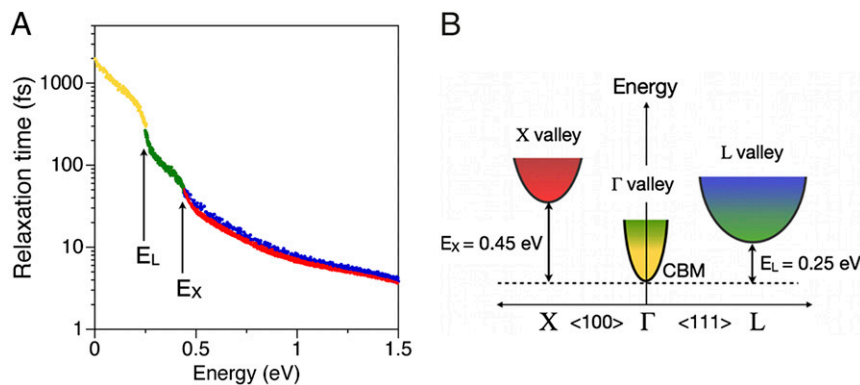 A
Relaxation time (fs)
1000
100
10
1
E_L
E_X
0
0.5
1
1.5
Energy (eV)
B
Energy
X valley
L valley
Γ valley
E_X = 0.45 eV
CBM
E_L = 0.25 eV
X <100> Γ <111> L